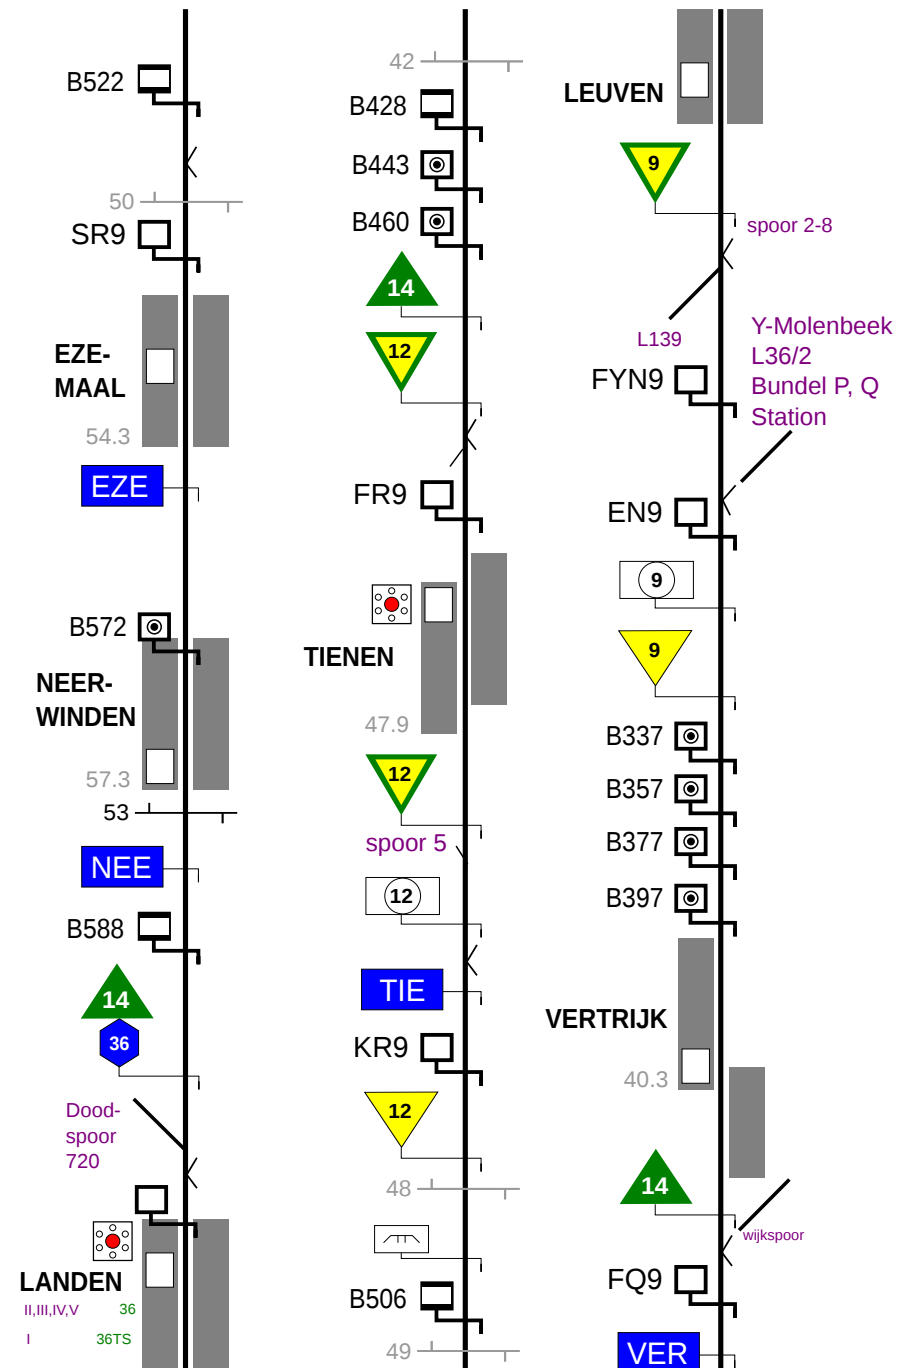 B522
50
SR9
EZE-
MAAL
54.3
EZE
B572
NEER-
WINDEN
57.3
53
NEE
B588
14
36
Dood-
spoor
720
LANDEN
II,III,IV,V 36
I 36TS
42
B428
B443
B460
14
12
FR9
TIENEN
47.9
12
spoor 5
12
TIE
KR9
12
48
B506
49
LEUVEN
9
spoor 2-8
L139
Y-Molenbeek
L36/2
Bundel P, Q
Station
FYN9
EN9
9
9
B337
B357
B377
B397
VERTRIJK
40.3
14
wijkspoor
FQ9
VER